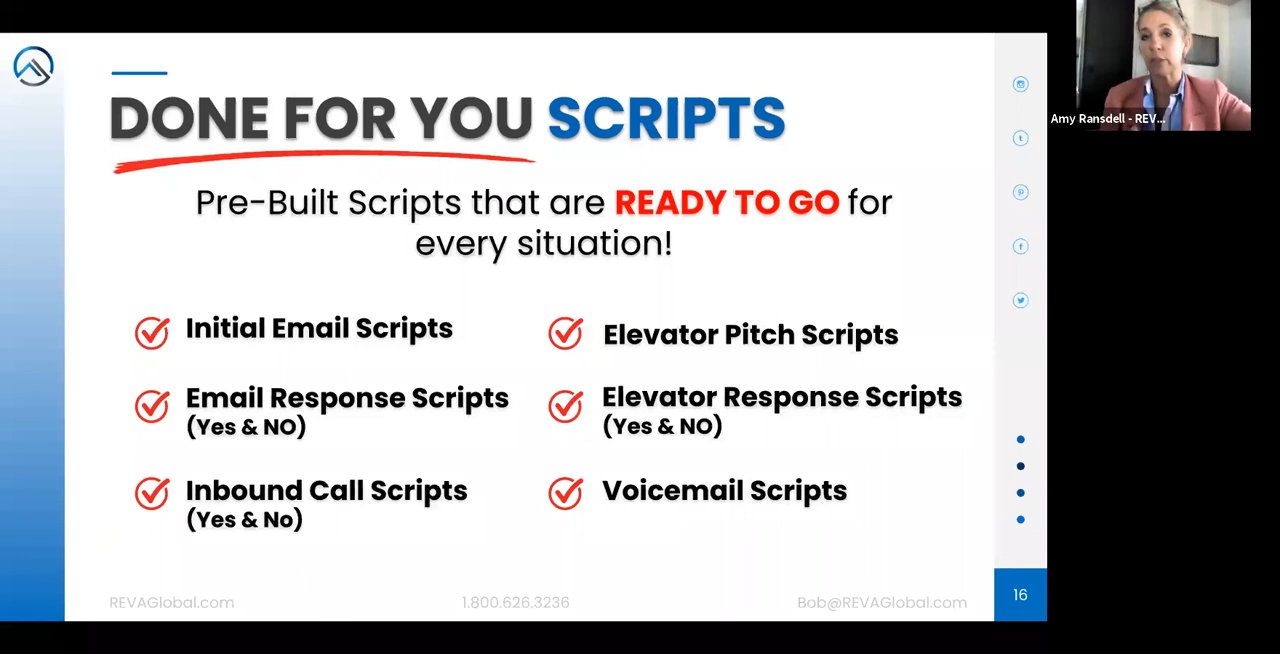 DONE FOR YOU SCRIPTS
Pre-Built Scripts that are READY TO GO for
every situation!
Initial Email Scripts
Email Response Scripts
(Yes & NO)
Inbound Call Scripts
(Yes & No)
Elevator Pitch Scripts
Elevator Response Scripts
(Yes & NO)
Voicemail Scripts
REVAGlobal.com
1.800.626.3236
Bob@REVAGlobal.com
16
Amy Ransdell - REV...